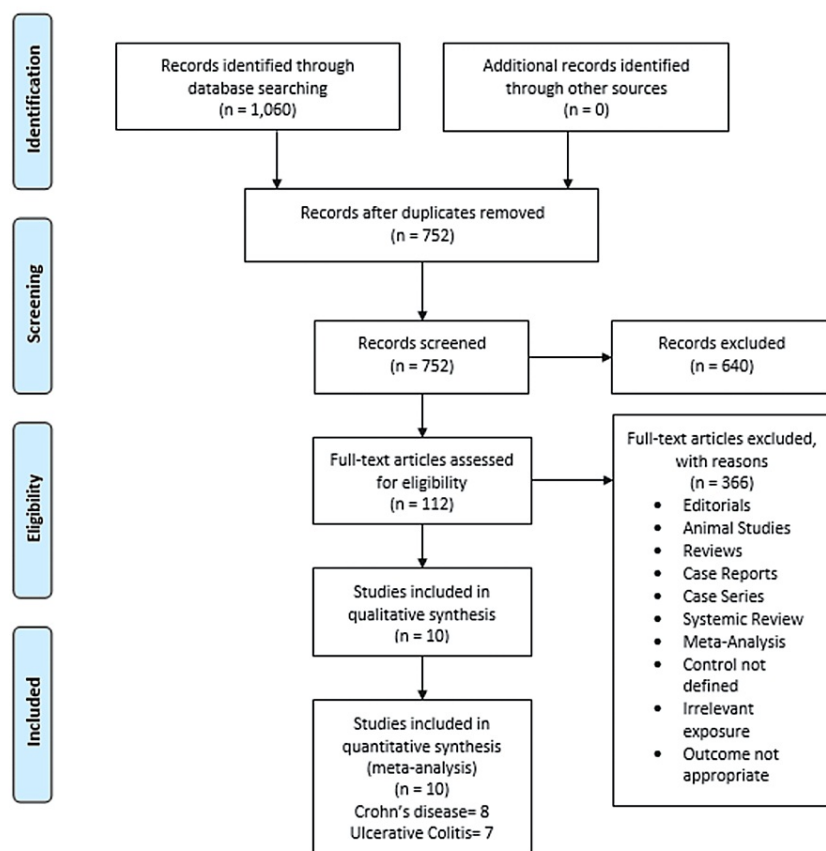 Identification
Records identified through
database searching
(n = 1,060)
Additional records identified
through other sources
(n = 0)
Records after duplicates removed
(n = 752)
Screening
Records screened
(n = 752)
Records excluded
(n = 640)
Eligibility
Full-text articles assessed
for eligibility
(n = 112)
Full-text articles excluded,
with reasons
(n = 366)
• Editorials
• Animal Studies
• Reviews
• Case Reports
• Case Series
• Systemic Review
• Meta-Analysis
• Control not
defined
• Irrelevant
exposure
• Outcome not
appropriate
Studies included in
qualitative synthesis
(n = 10)
Included
Studies included in
quantitative synthesis
(meta-analysis)
(n = 10)
Crohn's disease= 8
Ulcerative Colitis= 7